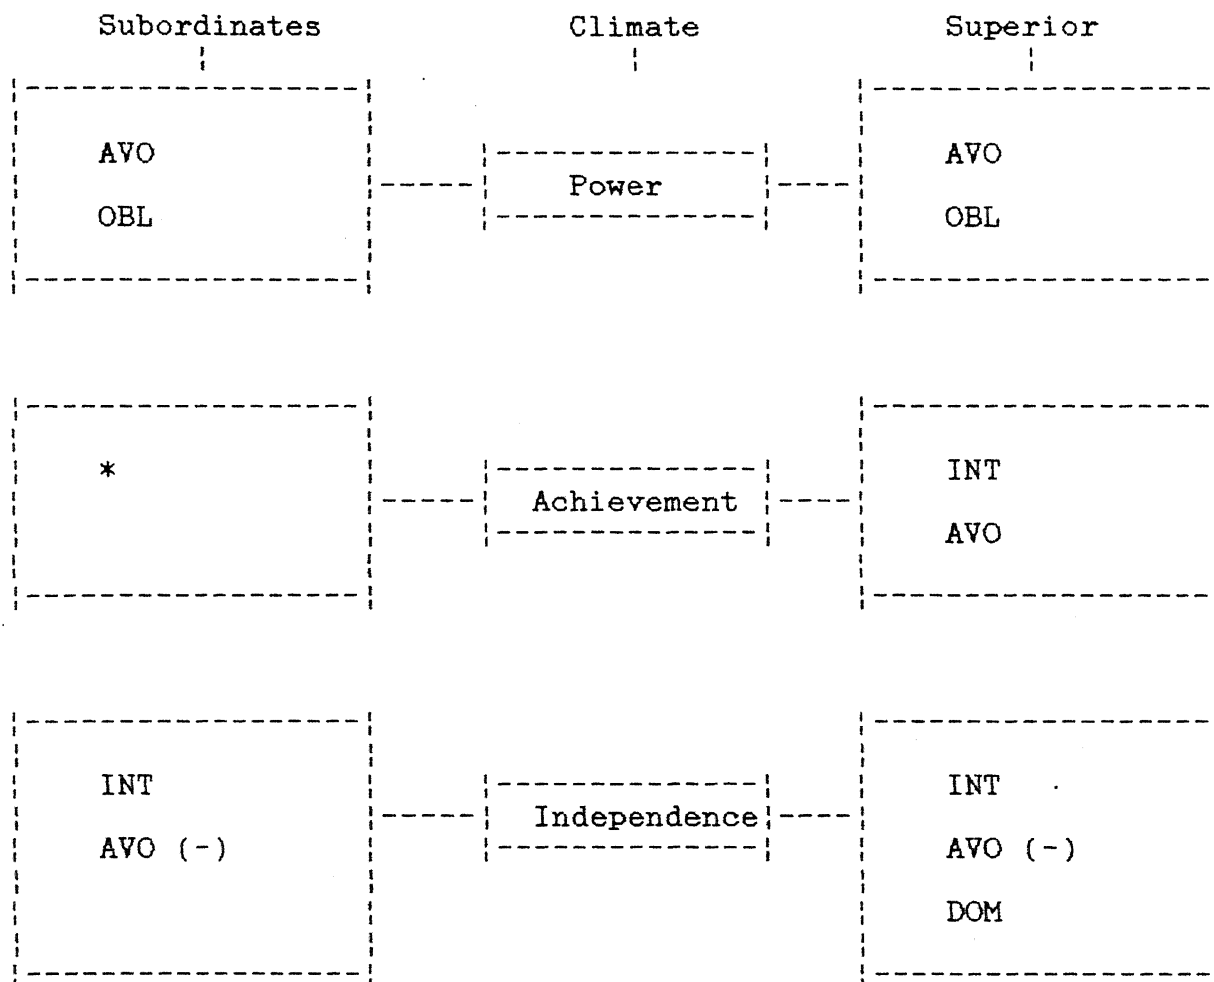 Subordinates Climate Superior
AVO AVO
Power
OBL OBL
* INT
Achievement
AVO
INT INT
Independence
AVO (-) AVO (-)
DOM